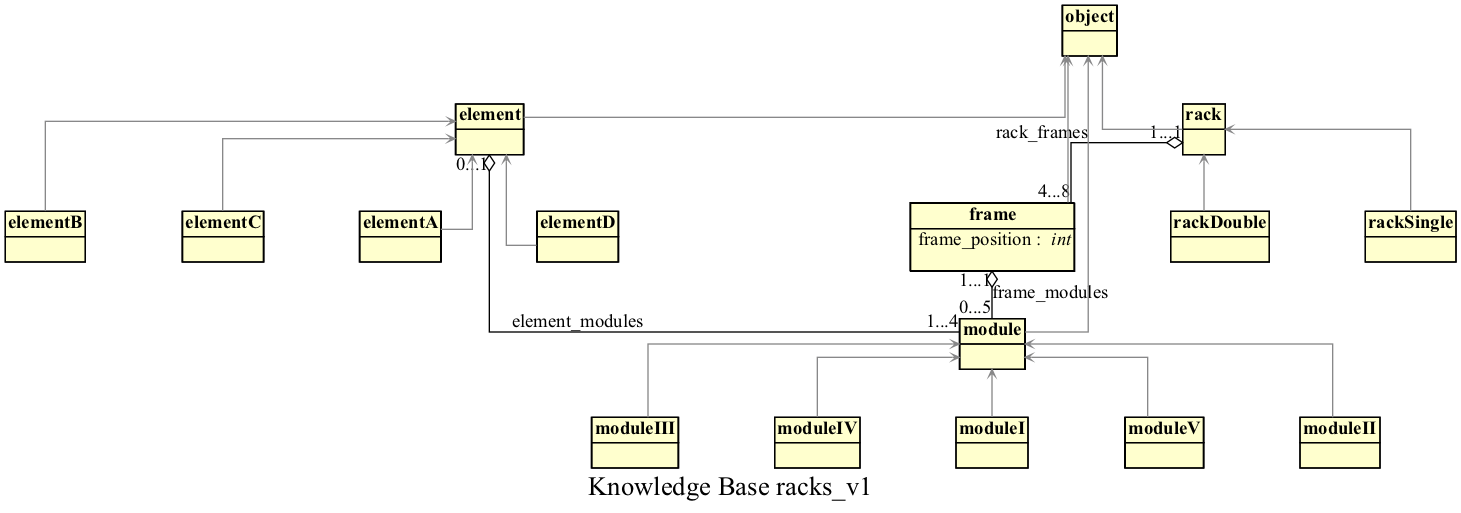 object
element
rack
rack_frames
1...1
0...1
4...8
elementB
elementC
elementA
elementD
frame
frame_position : int
rackDouble
rackSingle
1...1
frame_modules
0...5
element_modules
1...4
module
moduleIII
moduleIV
moduleI
moduleV
moduleII
Knowledge Base racks_v1